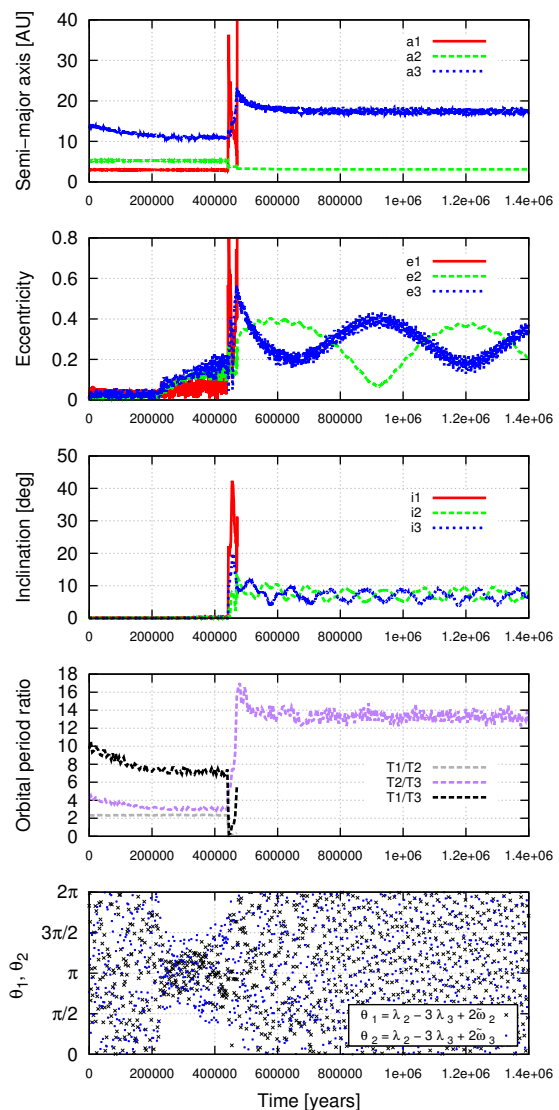 Semi-major axis [AU]
40
30
20
10
0
a1
a2
a3
0 200000 400000 600000 800000 1e+06 1.2e+06 1.4e+06
Eccentricity
0.8
0.6
0.4
0.2
0
e1
e2
e3
0 200000 400000 600000 800000 1e+06 1.2e+06 1.4e+06
Inclination [deg]
50
40
30
20
10
0
i1
i2
i3
0 200000 400000 600000 800000 1e+06 1.2e+06 1.4e+06
Orbital period ratio
18
16
14
12
10
8
6
4
2
0
T1/T2
T2/T3
T1/T3
0 200000 400000 600000 800000 1e+06 1.2e+06 1.4e+06
θ₁, θ₂
2π
3π/2
π
π/2
0
θ₁ = λ₂ − 3 λ₃ + 2ω̃₂
θ₂ = λ₂ − 3 λ₃ + 2ω̃₃
0 200000 400000 600000 800000 1e+06 1.2e+06 1.4e+06
Time [years]